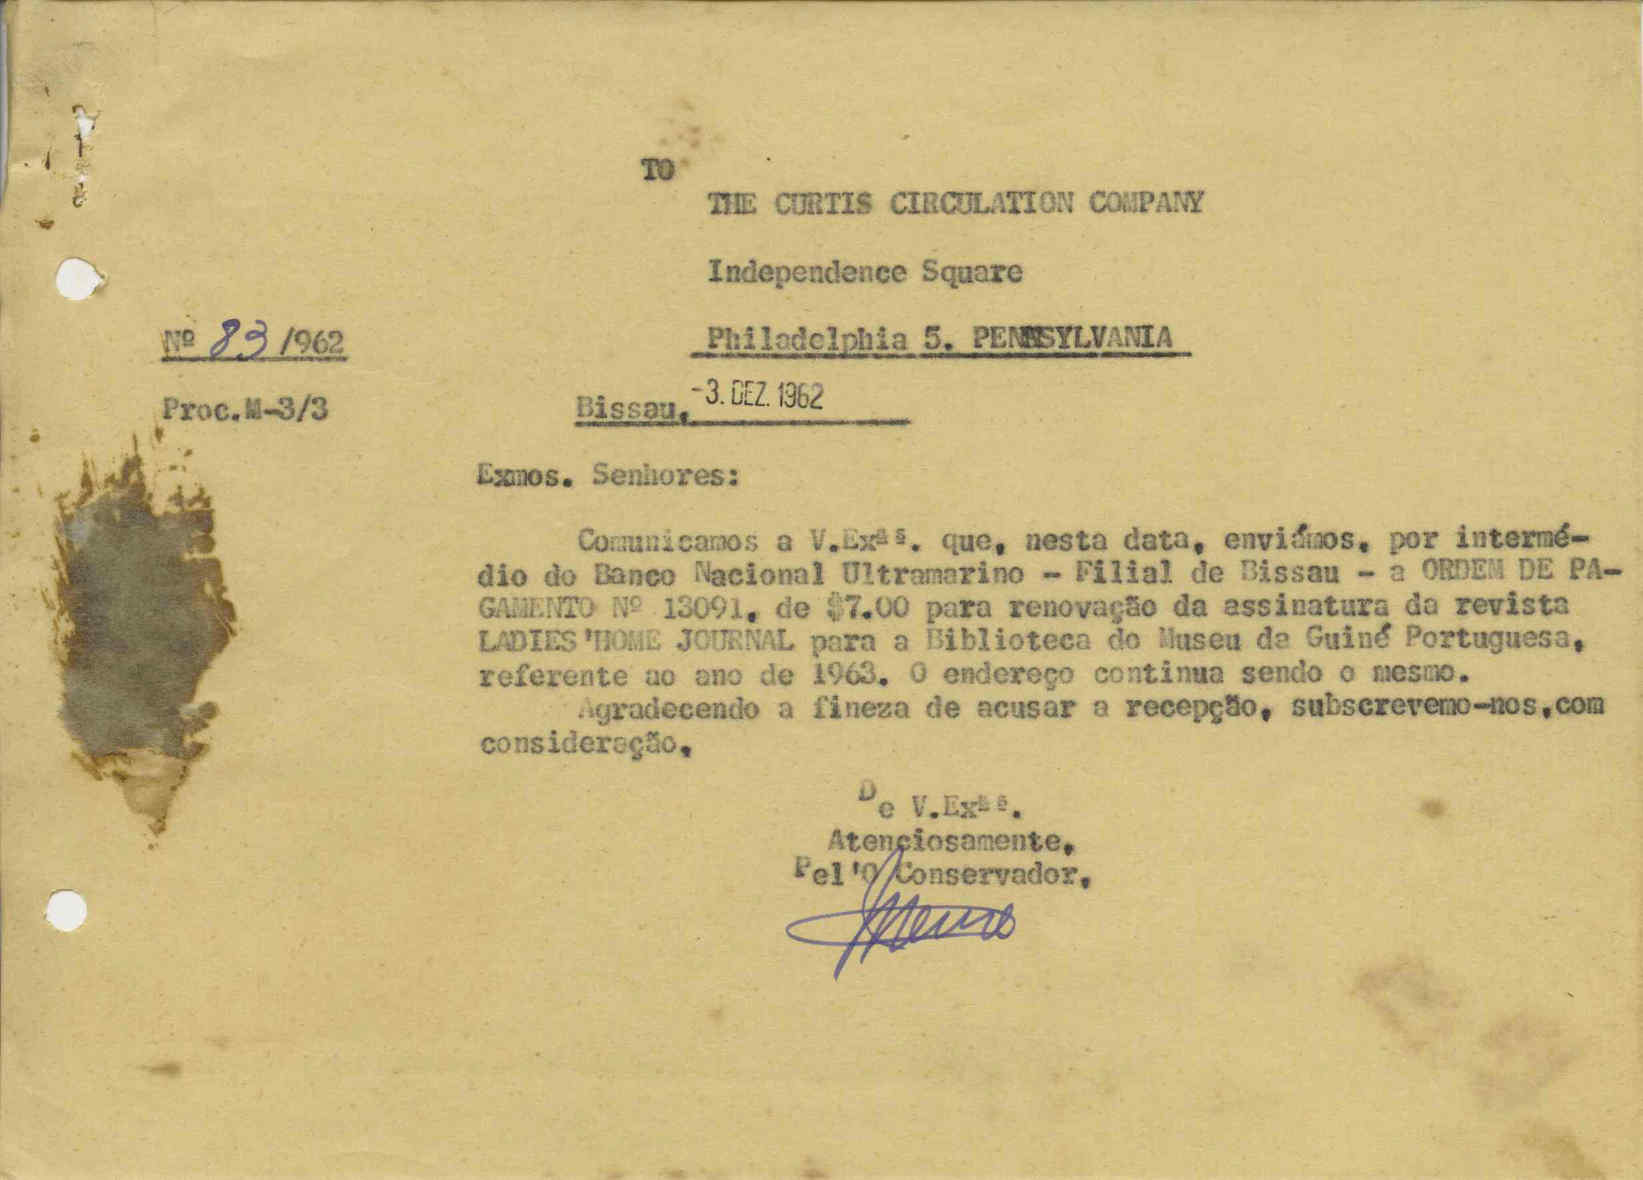 TO
THE CURTIS CIRCULATION COMPANY
Independence Square
Nº 83/962
Philadelphia 5. PENNSYLVANIA
Proc.M-3/3
Bissau, -3. DEZ. 1962
Exmos. Senhores:
Comunicamos a V.Exªs. que, nesta data, enviámos, por intermé-
dio do Banco Nacional Ultramarino - Filial de Bissau - a ORDEM DE PA-
GAMENTO Nº 13091, de $7.00 para renovação da assinatura da revista
LADIES'HOME JOURNAL para a Biblioteca do Museu da Guiné Portuguesa,
referente ao ano de 1963. O endereço continua sendo o mesmo.
Agradecendo a fineza de acusar a recepção, subscrevemo-nos,com
consideração,
De V.Exªs.
Atenciosamente,
Pel'O Conservador,